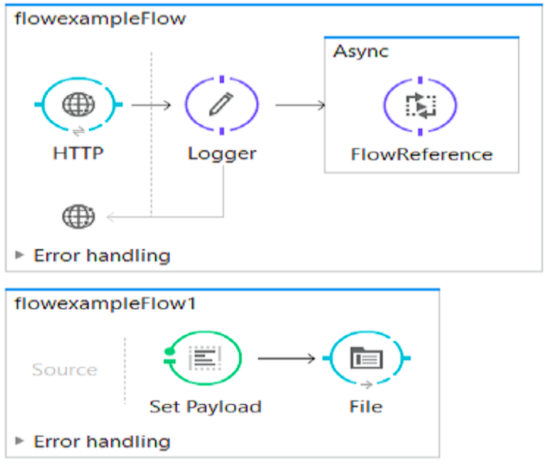 flowexampleFlow
Async
HTTP
Logger
FlowReference
Error handling
flowexampleFlow1
Source
Set Payload
File
Error handling